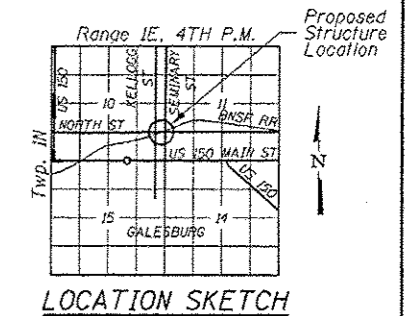 Range 1E, 4TH P.M.
Proposed
Structure
Location
US 150
KELLOGG
ST
SEMINARY
ST
10
11
BNSF RR
NORTH ST
Twp. 1N
US 150 MAIN ST
US 150
N
15
14
GALESBURG
LOCATION SKETCH